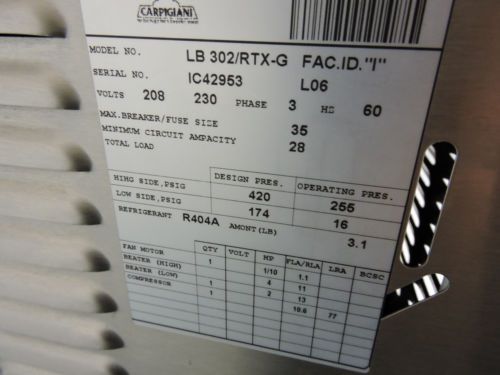 CARPIGIANI
MODEL NO. LB 302/RTX-G FAC.ID."I"
SERIAL NO. IC42953 L06
VOLTS 208 230 PHASE 3 HZ 60
MAX.BREAKER/FUSE SIZE 35
MINIMUM CIRCUIT AMPACITY 28
TOTAL LOAD
DESIGN PRES. OPERATING PRES.
HIHG SIDE,PSIG 420 255
LOW SIDE,PSIG 174 16
REFRIGERANT R404A AMONT(LB) 3.1
QTY VOLT HP FLA/RLA LRA BCSC
FAN MOTOR 1 1/10 1.1
BEATER (HIGH) 1 4 11
BEATER (LOW) 2 13
COMPRESSOR 1 10.6 77